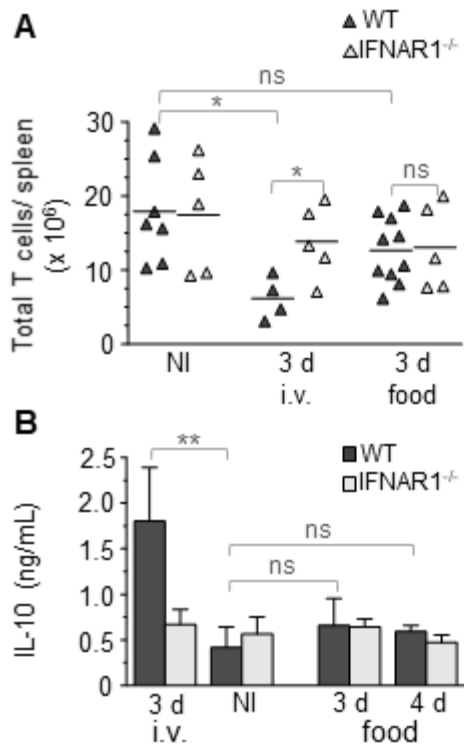 A
WT
IFNAR1-/-
ns
*
*
ns
Total T cells/ spleen
(x 10⁶)
30
20
10
0
NI
3 d
3 d
i.v.
food
B
WT
IFNAR1-/-
**
ns
ns
IL-10 (ng/mL)
2.5
2.0
1.5
1.0
0.5
0
3 d
NI
3 d
4 d
i.v.
food